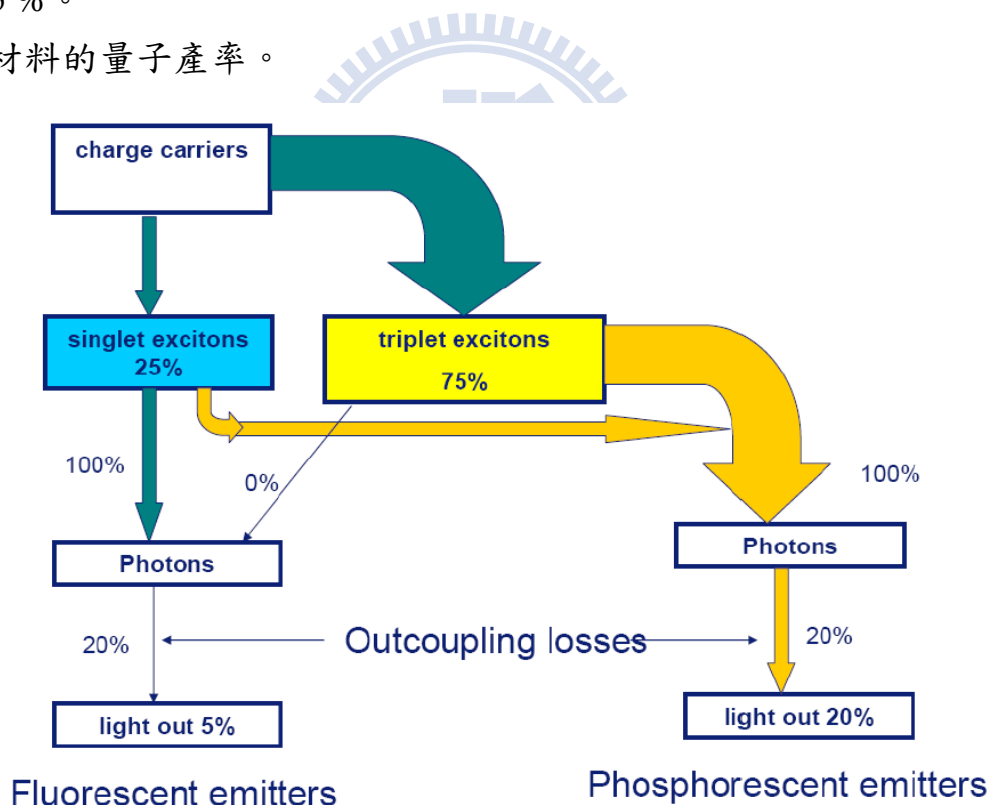 材料的量子產率。
charge carriers
singlet excitons
25%
triplet excitons
75%
100%
0%
100%
Photons
Photons
20%
Outcoupling losses
20%
light out 5%
light out 20%
Fluorescent emitters
Phosphorescent emitters